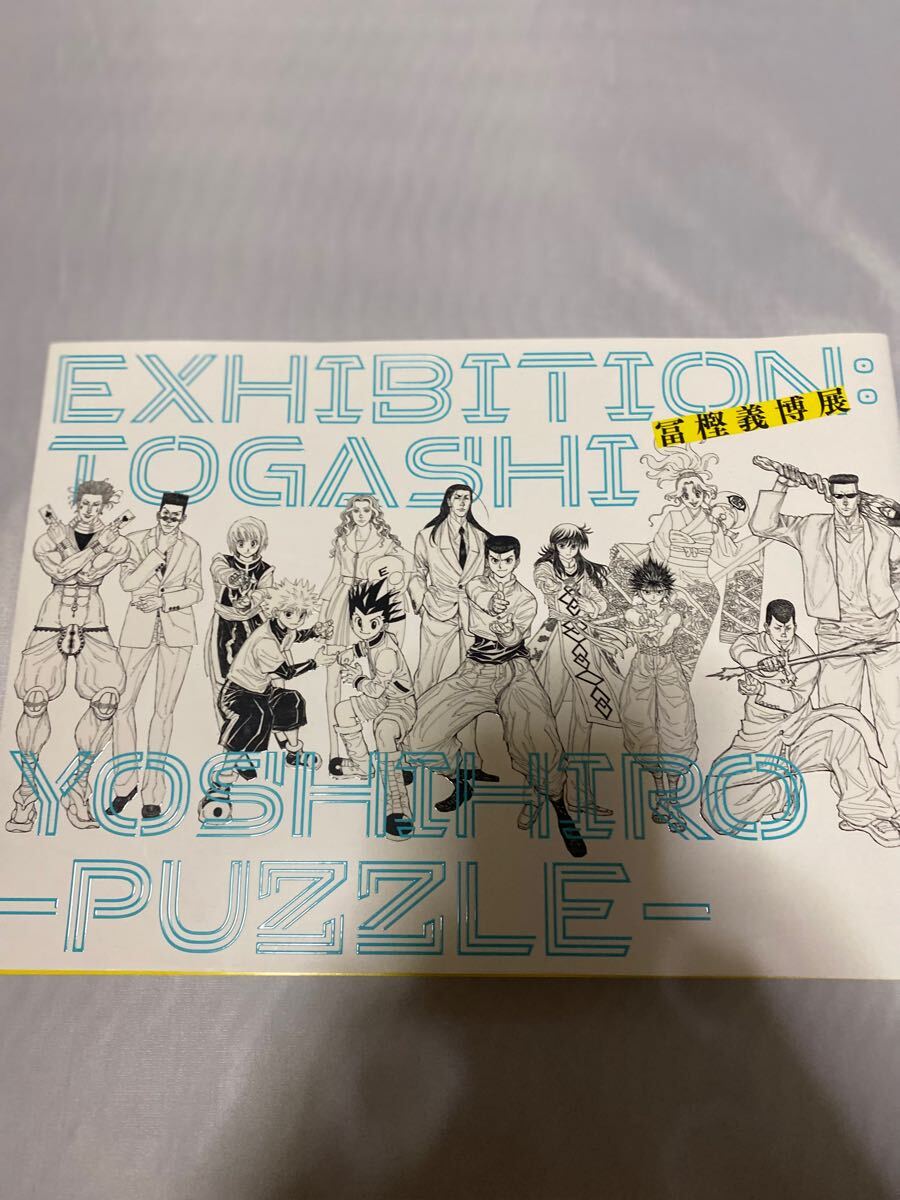 EXHIBITION:
冨樫義博展
TOGASHI
YOSHIHIRO
-PUZZLE-